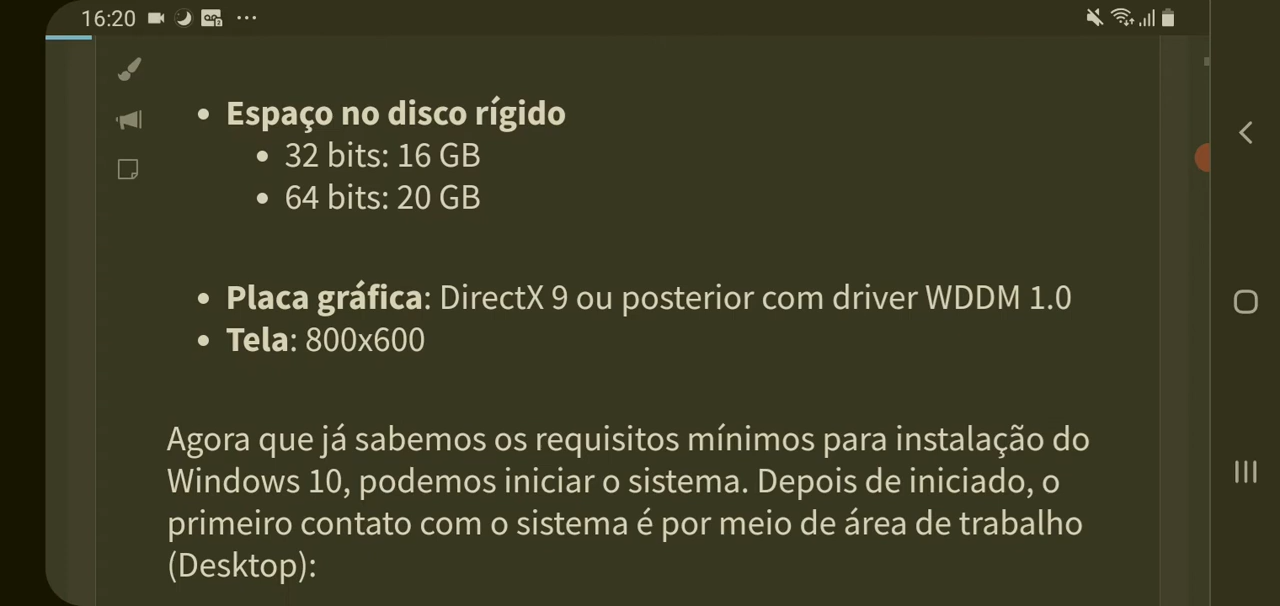 16:20
Espaço no disco rígido
32 bits: 16 GB
64 bits: 20 GB
Placa gráfica: DirectX 9 ou posterior com driver WDDM 1.0
Tela: 800x600
Agora que já sabemos os requisitos mínimos para instalação do
Windows 10, podemos iniciar o sistema. Depois de iniciado, o
primeiro contato com o sistema é por meio de área de trabalho
(Desktop):